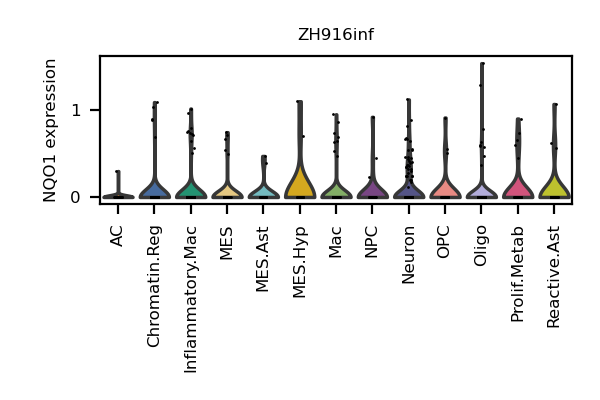 ZH916inf
NQO1 expression
1
0
AC
Chromatin.Reg
Inflammatory.Mac
MES
MES.Ast
MES.Hyp
Mac
NPC
Neuron
OPC
Oligo
Prolif.Metab
Reactive.Ast